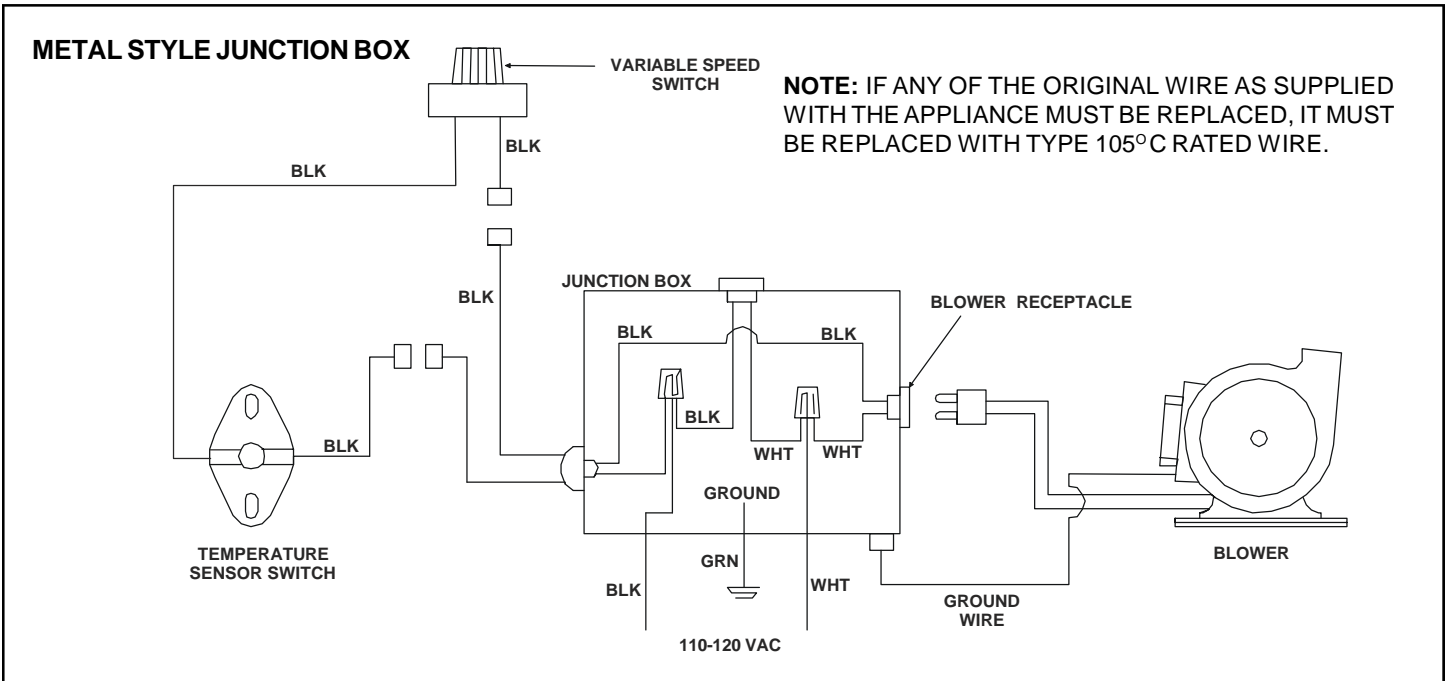 METAL STYLE JUNCTION BOX
VARIABLE SPEED
SWITCH
NOTE: IF ANY OF THE ORIGINAL WIRE AS SUPPLIED
WITH THE APPLIANCE MUST BE REPLACED, IT MUST
BE REPLACED WITH TYPE 105°C RATED WIRE.
BLK
BLK
BLK
JUNCTION BOX
BLOWER RECEPTACLE
BLK
BLK
BLK
BLK
WHT
WHT
GROUND
TEMPERATURE
SENSOR SWITCH
GRN
BLK
WHT
BLOWER
GROUND
WIRE
110-120 VAC